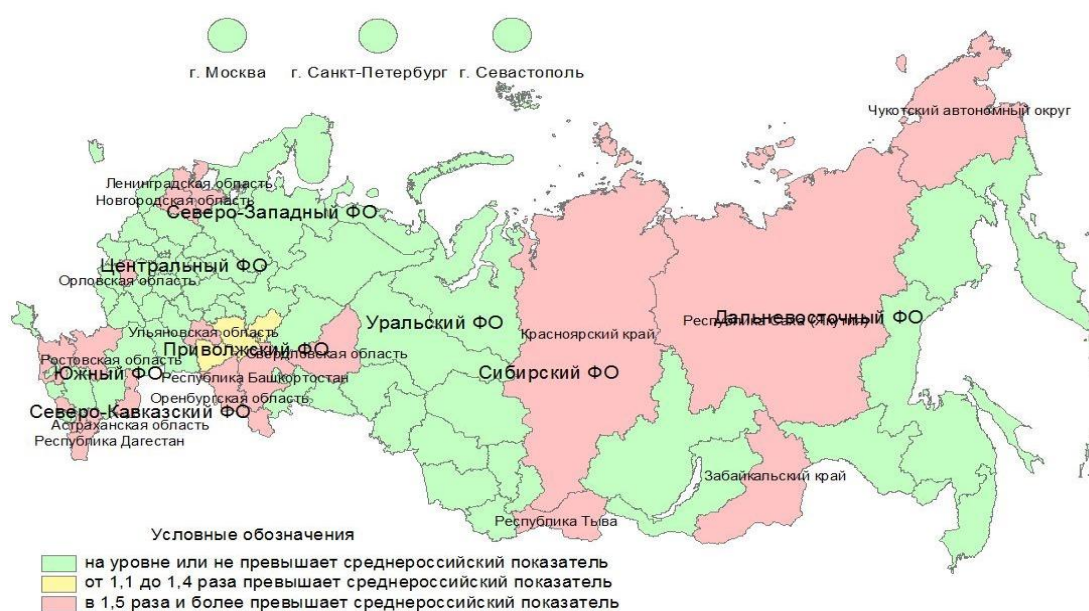 г. Москва
г. Санкт-Петербург
г. Севастополь
Чукотский автономный округ
Ленинградская область
Новгородская область
Северо-Западный ФО
Центральный ФО
Орловская область
Ульяновская область
Уральский ФО
Дальневосточный ФО
Республика Саха (Якутия)
Красноярский край
Приволжский ФО
Свердловская область
Ростовская область
Южный ФО
Сибирский ФО
Республика Башкортостан
Оренбургская область
Северо-Кавказский ФО
Астраханская область
Республика Дагестан
Забайкальский край
Республика Тыва
Условные обозначения
на уровне или не превышает среднероссийский показатель
от 1,1 до 1,4 раза превышает среднероссийский показатель
в 1,5 раза и более превышает среднероссийский показатель